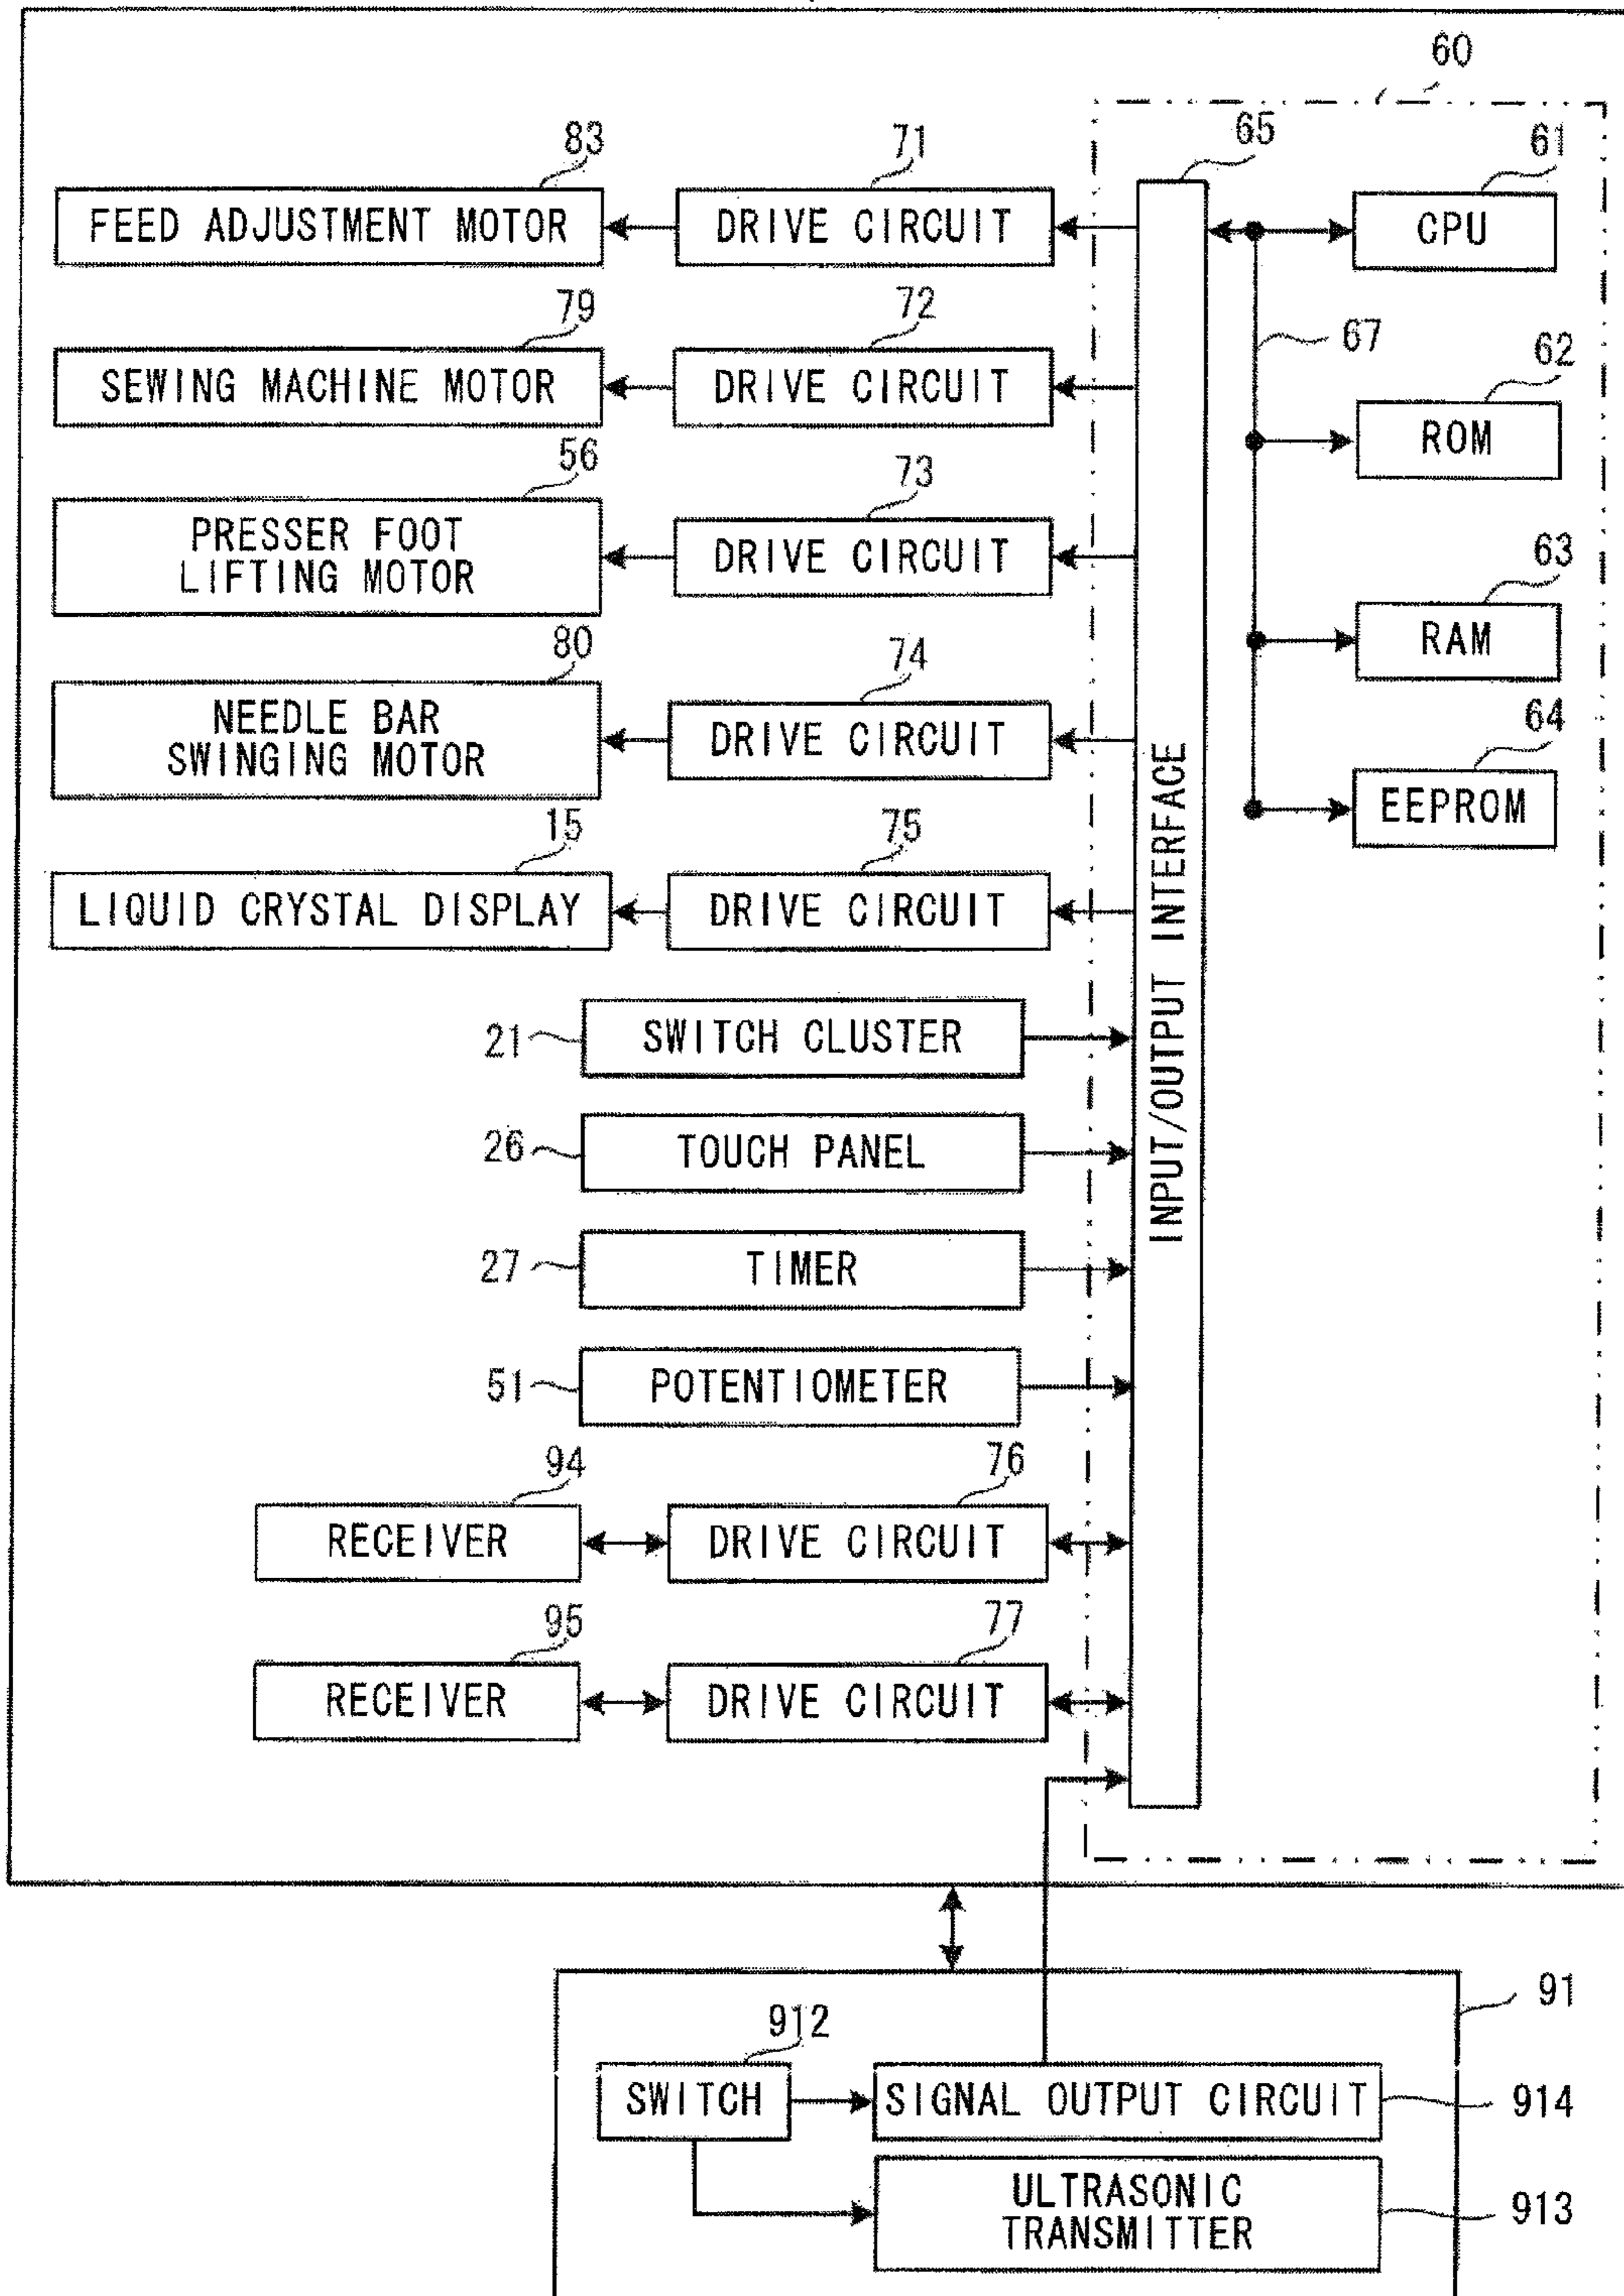 60
83
71
65
61
FEED ADJUSTMENT MOTOR
DRIVE CIRCUIT
CPU
79
72
67
62
SEWING MACHINE MOTOR
DRIVE CIRCUIT
ROM
56
73
63
PRESSER FOOT
LIFTING MOTOR
DRIVE CIRCUIT
RAM
80
74
64
NEEDLE BAR
SWINGING MOTOR
DRIVE CIRCUIT
EEPROM
15
75
LIQUID CRYSTAL DISPLAY
DRIVE CIRCUIT
INPUT/OUTPUT INTERFACE
21
SWITCH CLUSTER
26
TOUCH PANEL
27
TIMER
51
POTENTIOMETER
94
76
RECEIVER
DRIVE CIRCUIT
95
77
RECEIVER
DRIVE CIRCUIT
91
912
SWITCH
SIGNAL OUTPUT CIRCUIT
914
ULTRASONIC
TRANSMITTER
913